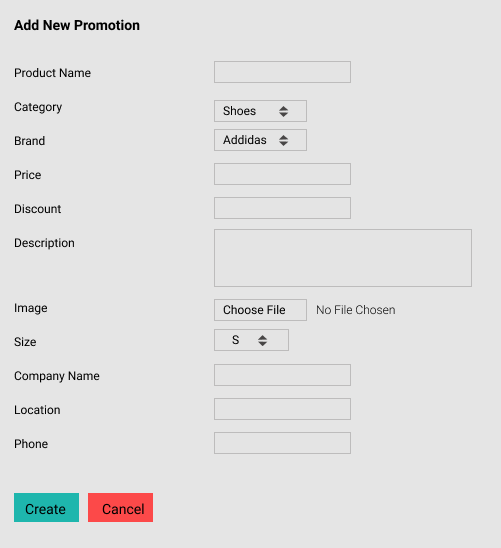 Add New Promotion
Product Name
Category Shoes
Brand Addidas
Price
Discount
Description
Image Choose File No File Chosen
Size S
Company Name
Location
Phone
Create Cancel